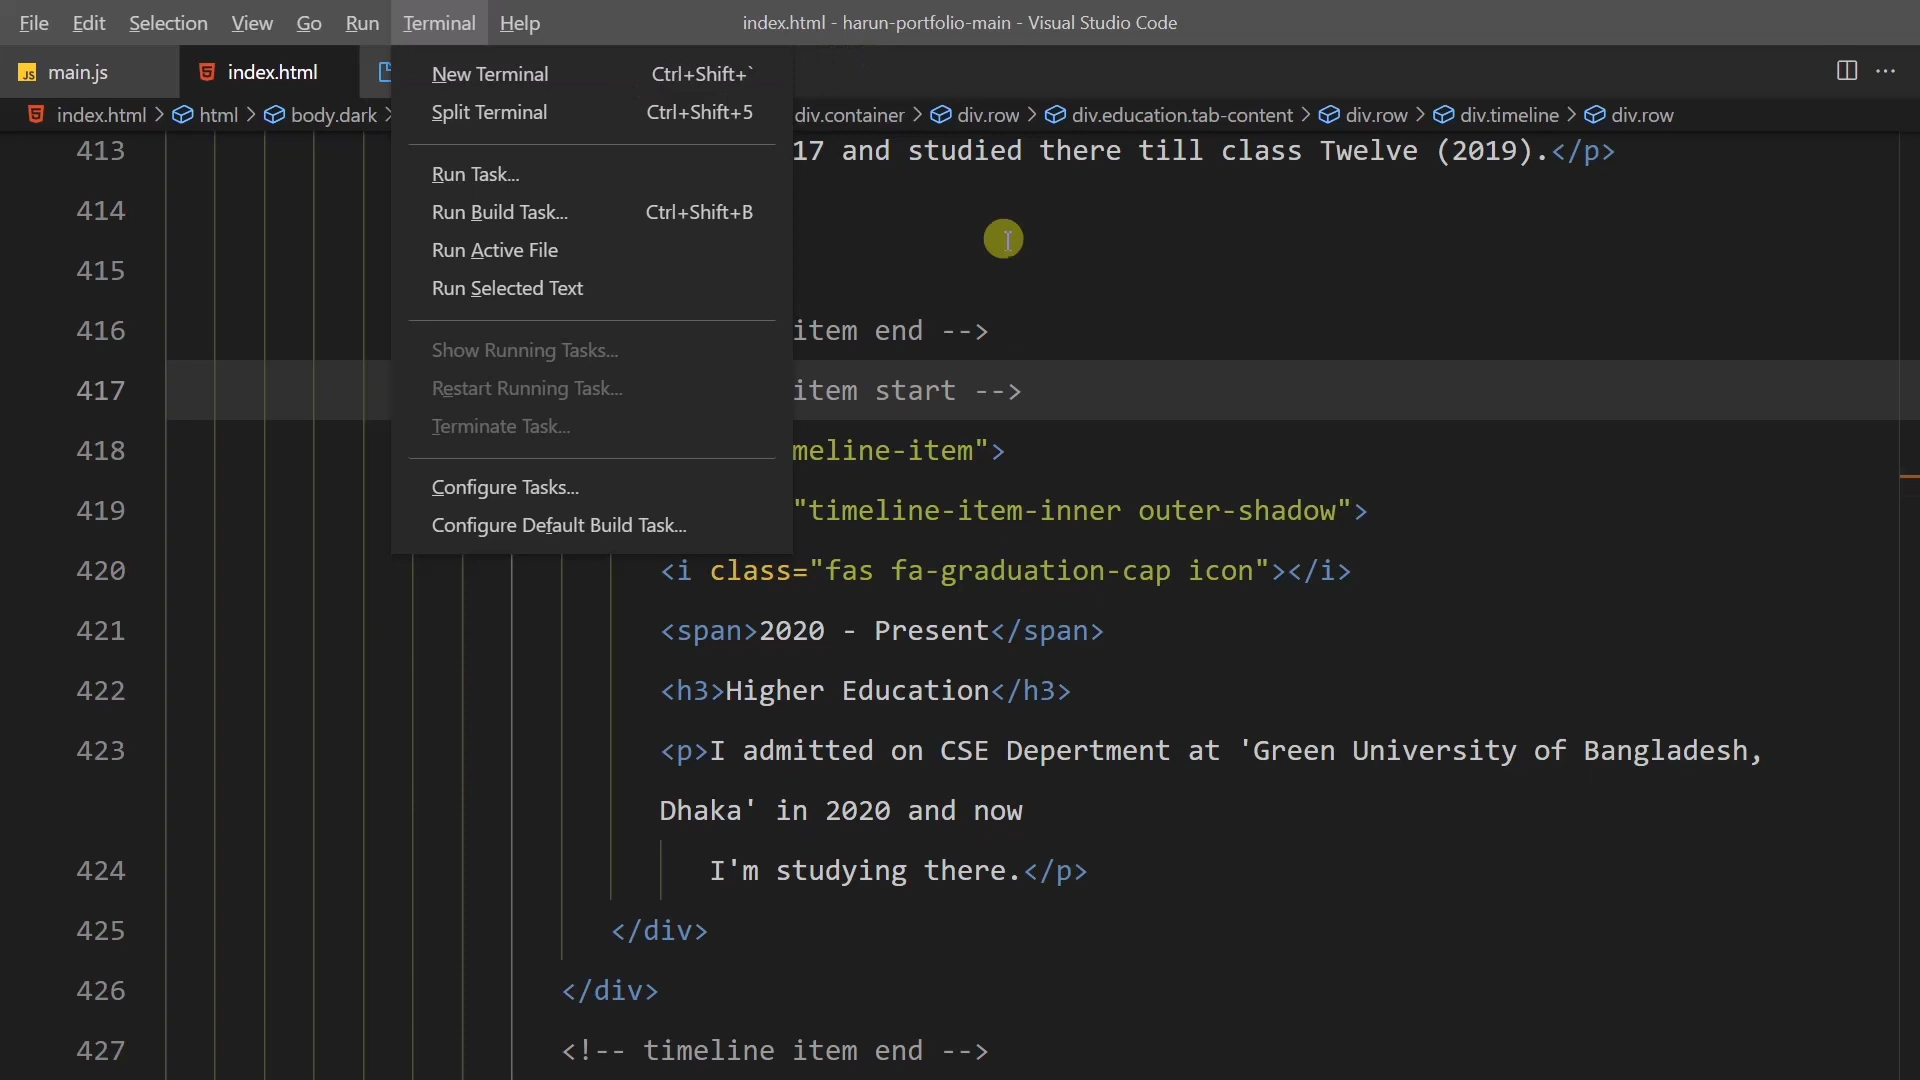 File Edit Selection View Go Run Terminal Help index.html - harun-portfolio-main - Visual Studio Code
JS main.js index.html
index.html > html > body.dark > div.container > div.row > div.education.tab-content > div.row > div.timeline > div.row
New Terminal Ctrl+Shift+`
Split Terminal Ctrl+Shift+5
Run Task...
Run Build Task... Ctrl+Shift+B
Run Active File
Run Selected Text
Show Running Tasks...
Restart Running Task...
Terminate Task...
Configure Tasks...
Configure Default Build Task...
413 17 and studied there till class Twelve (2019).</p>
414
415
416 item end -->
417 item start -->
418 meline-item">
419 "timeline-item-inner outer-shadow">
420 <i class="fas fa-graduation-cap icon"></i>
421 <span>2020 - Present</span>
422 <h3>Higher Education</h3>
423 <p>I admitted on CSE Depertment at 'Green University of Bangladesh,
Dhaka' in 2020 and now
424 I'm studying there.</p>
425 </div>
426 </div>
427 <!-- timeline item end -->